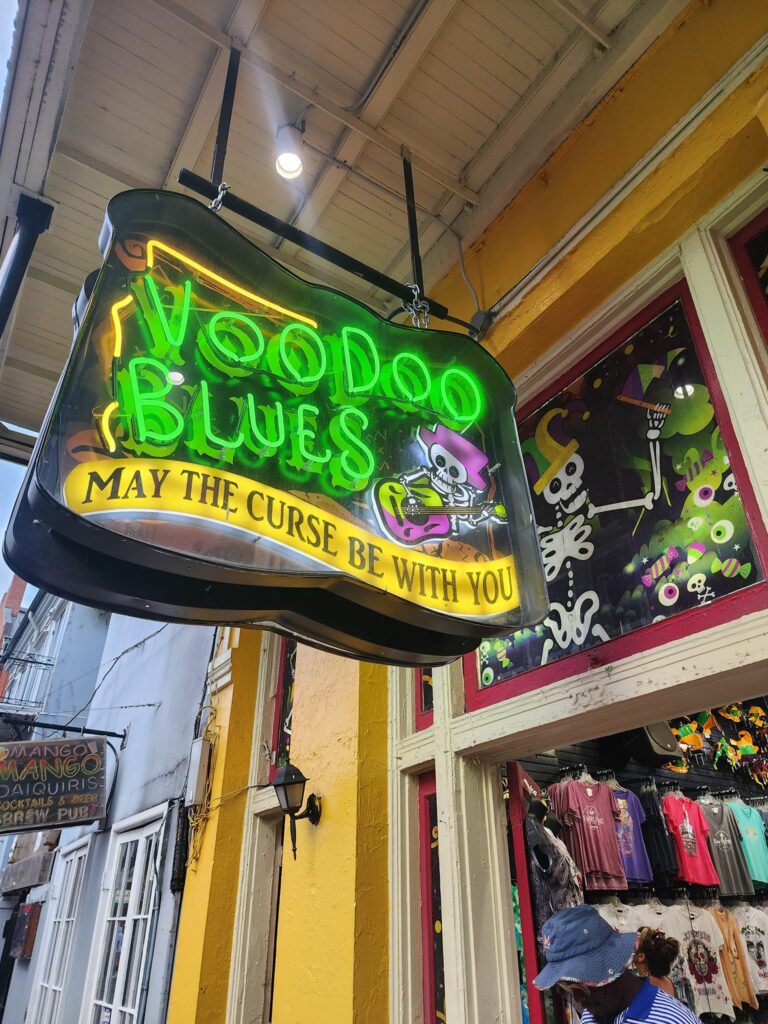 VOODOO
BLUES
MAY THE CURSE BE WITH YOU
MANGO
MANGO
DAIQUIRIS
COCKTAILS & BEER
BREW PUB